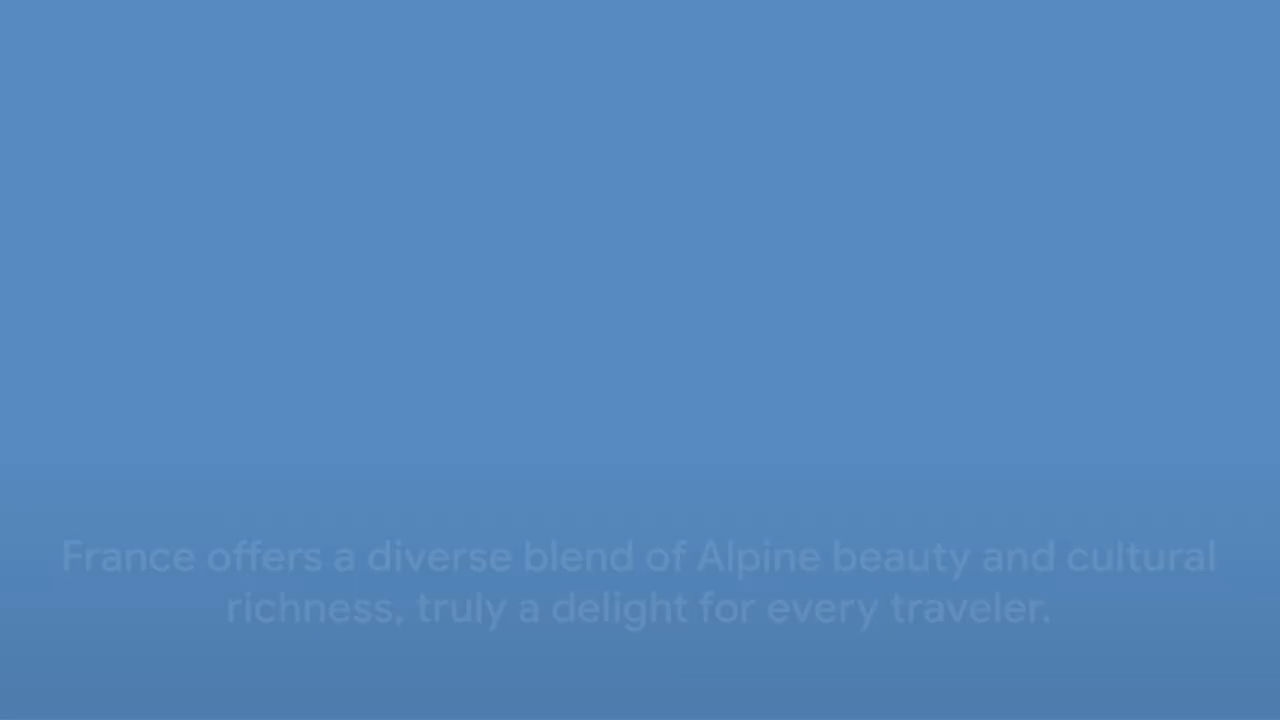 France offers a diverse blend of Alpine beauty and cultural
richness, truly a delight for every traveler.